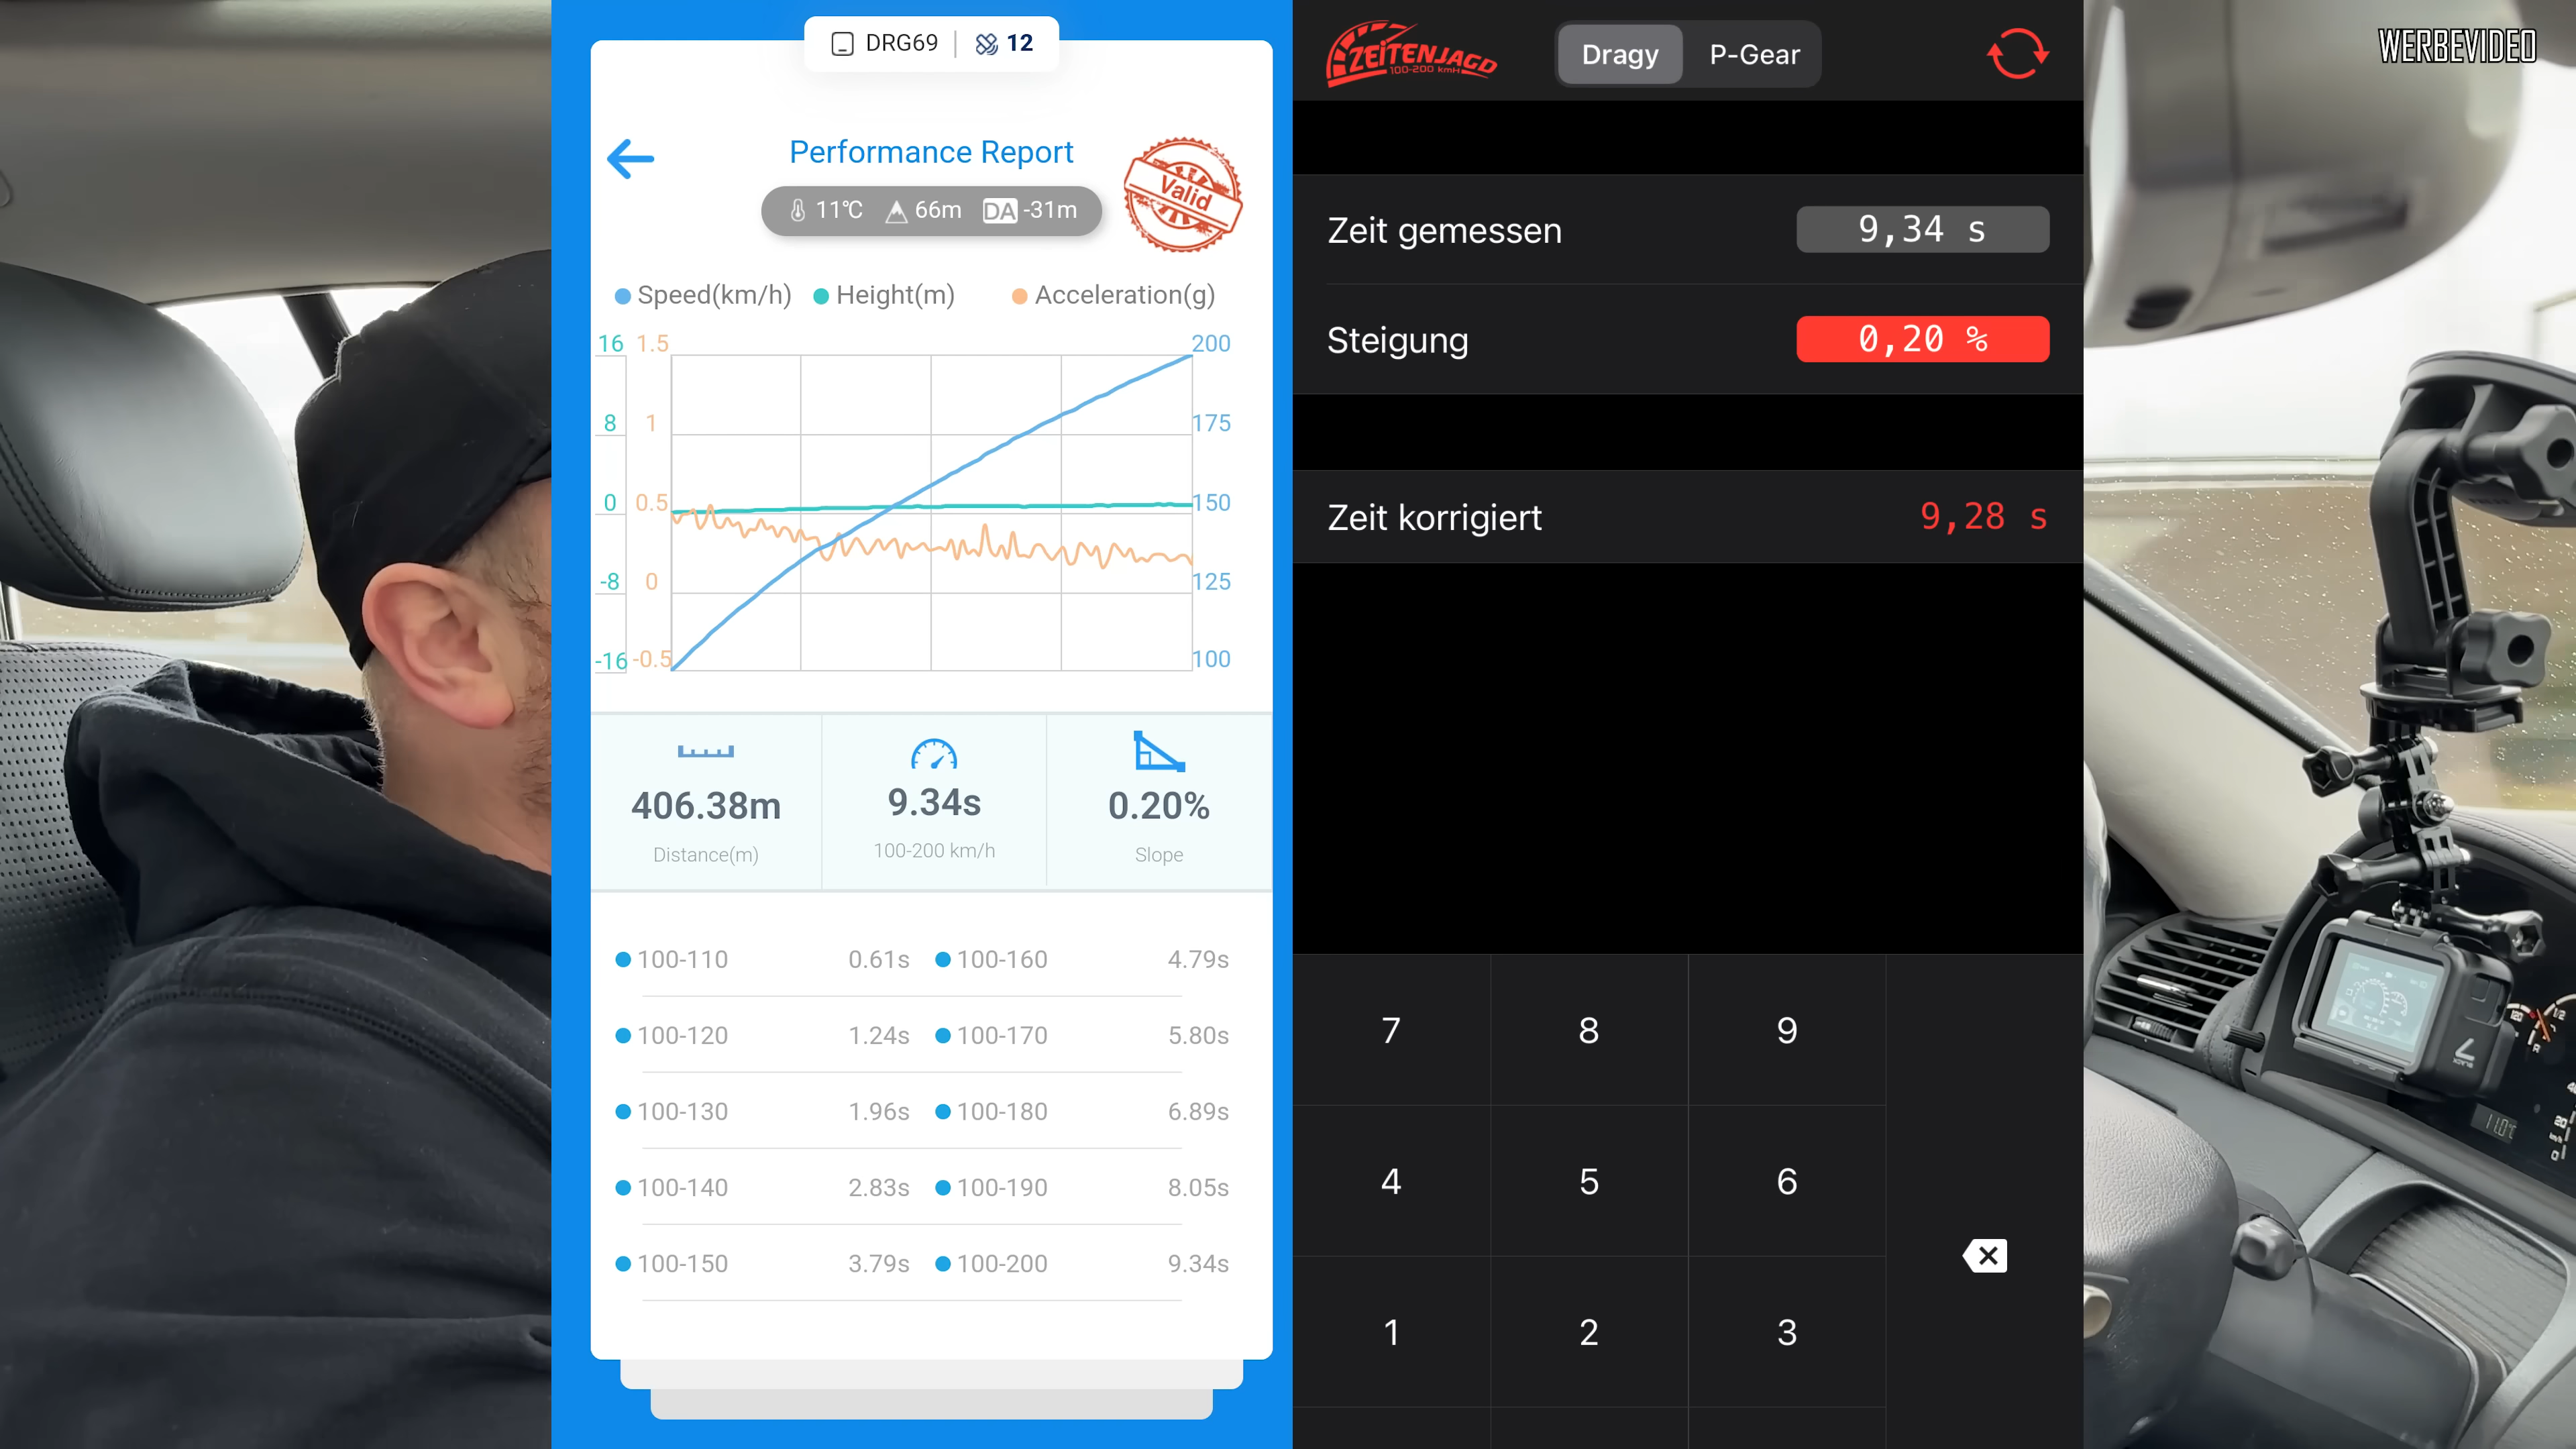 DRG69 | 12
Performance Report
Valid
11℃ 66m DA -31m
Speed(km/h) Height(m) Acceleration(g)
16 1.5 200
8 1 175
0 0.5 150
-8 0 125
-16 -0.5 100
406.38m 9.34s 0.20%
Distance(m) 100-200 km/h Slope
100-110 0.61s 100-160 4.79s
100-120 1.24s 100-170 5.80s
100-130 1.96s 100-180 6.89s
100-140 2.83s 100-190 8.05s
100-150 3.79s 100-200 9.34s
ZEITENJAGD
100-200 kmH
Dragy P-Gear
Zeit gemessen 9,34 s
Steigung 0,20 %
Zeit korrigiert 9,28 s
7 8 9
4 5 6
1 2 3
WERBEVIDEO
7 BLACK
11.0℃